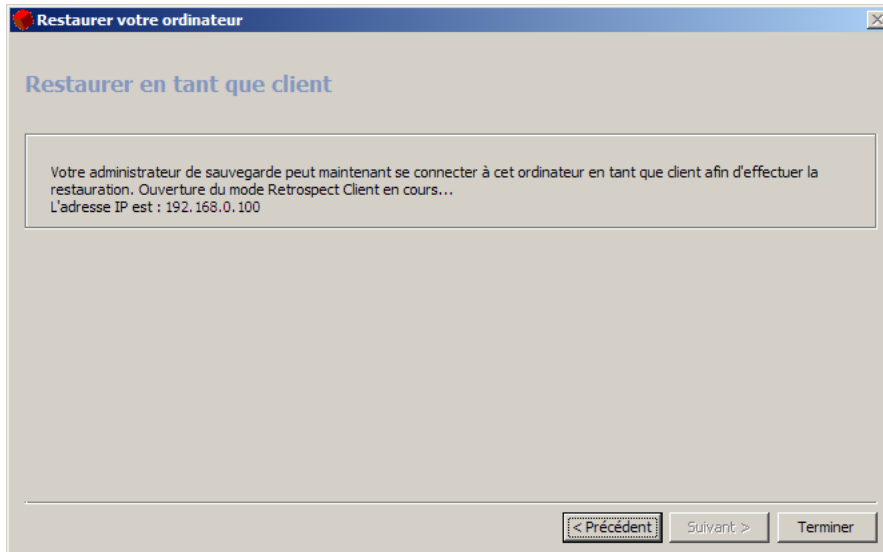 Restaurer votre ordinateur
Restaurer en tant que client
Votre administrateur de sauvegarde peut maintenant se connecter à cet ordinateur en tant que client afin d'effectuer la
restauration. Ouverture du mode Retrospect Client en cours...
L'adresse IP est : 192.168.0.100
< Précédent
Suivant >
Terminer